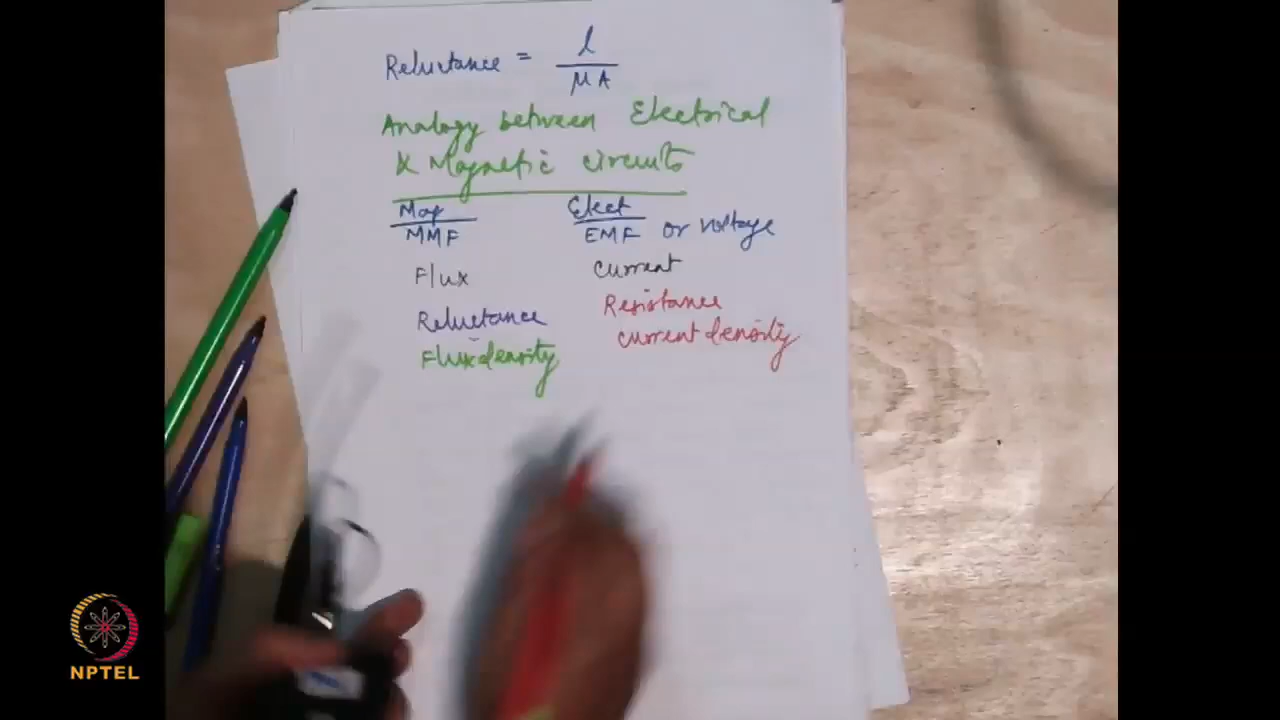 Reluctance = l / μA
Analogy between Electrical
& Magnetic circuits
Mag Elect
MMF EMF or voltage
Flux current
Reluctance Resistance
Flux density current density
NPTEL